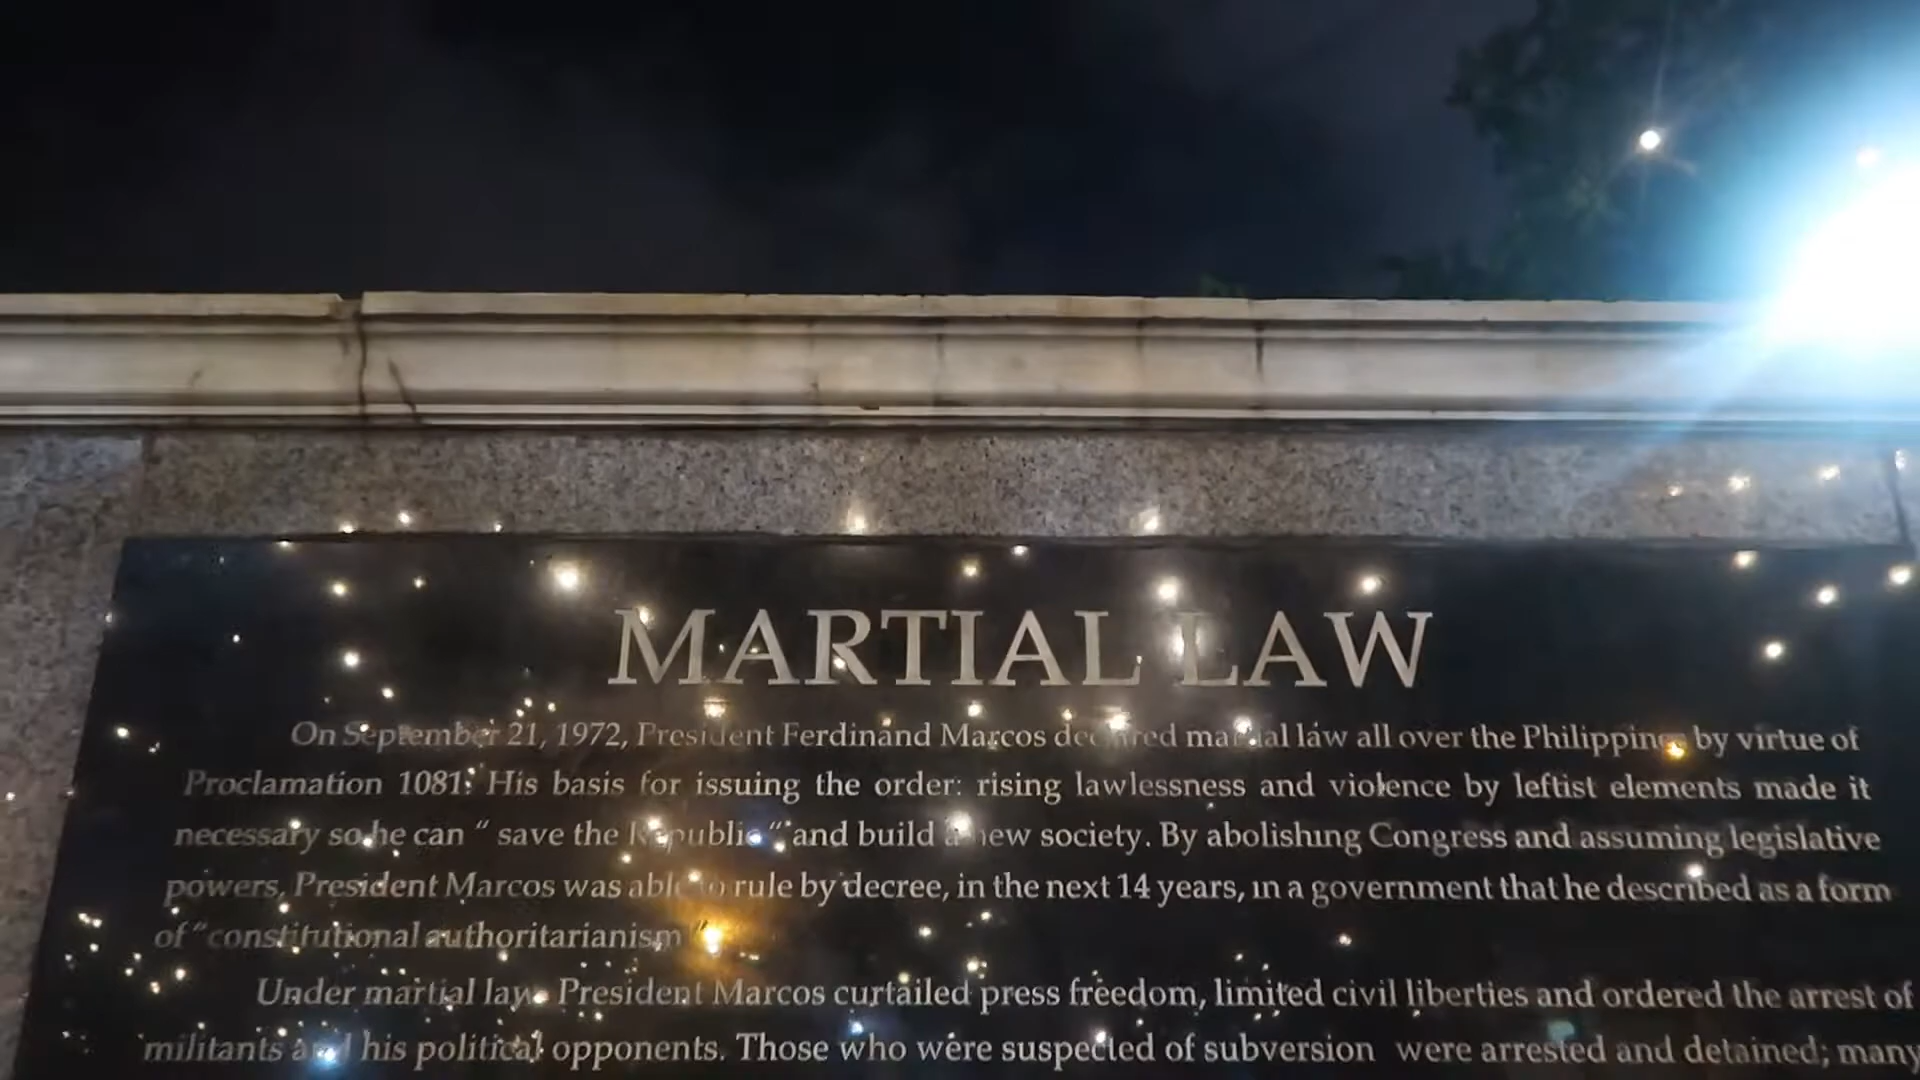 MARTIAL LAW
On September 21, 1972, President Ferdinand Marcos declared martial law all over the Philippines by virtue of
Proclamation 1081. His basis for issuing the order: rising lawlessness and violence by leftist elements made it
necessary so he can “ save the Republic “ and build a new society. By abolishing Congress and assuming legislative
powers, President Marcos was able to rule by decree, in the next 14 years, in a government that he described as a form
of “constitutional authoritarianism “
Under martial law President Marcos curtailed press freedom, limited civil liberties and ordered the arrest of
militants and his political opponents. Those who were suspected of subversion were arrested and detained; many